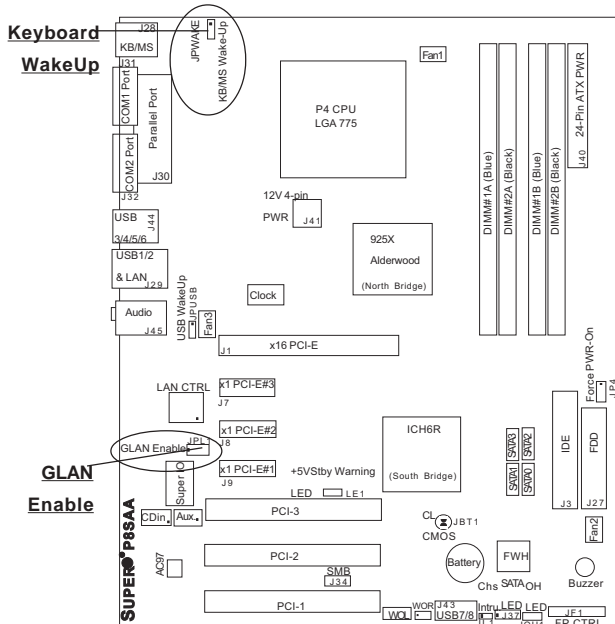 Keyboard
WakeUp
J28
KB/MS
JPWAKE
KB/MS Wake-Up
Fan1
24-Pin ATX PWR
J40
J31
COM1 Port
Parallel Port
J30
COM2 Port
J32
P4 CPU
LGA 775
DIMM#1A (Blue)
DIMM#2A (Black)
DIMM#1B (Blue)
DIMM#2B (Black)
12V 4-pin
PWR
J41
USB
3/4/5/6
J44
925X
Alderwood
(North Bridge)
USB1/2
& LAN
J29
Clock
Audio
J45
USB WakeUp
JPUSB
Fan3
x16 PCI-E
J1
Force PWR-On
JP4
LAN CTRL
x1 PCI-E#3
J7
GLAN Enable
JPL1
x1 PCI-E#2
J8
ICH6R
(South Bridge)
SATA3
SATA2
SATA1
SATA0
IDE
J3
FDD
J27
GLAN
Enable
Super IO
x1 PCI-E#1
J9
+5VStby Warning
LED
LE1
CDin
Aux.
PCI-3
CL
CMOS
JBT1
Fan2
SUPER® P8SAA
AC97
PCI-2
SMB
J34
Battery
FWH
Buzzer
Chs
SATA
OH
PCI-1
WOL
WOR
J43
USB7/8
Intru
JL1
LED
J37
LED
JOH1
JF1
FP CTRL